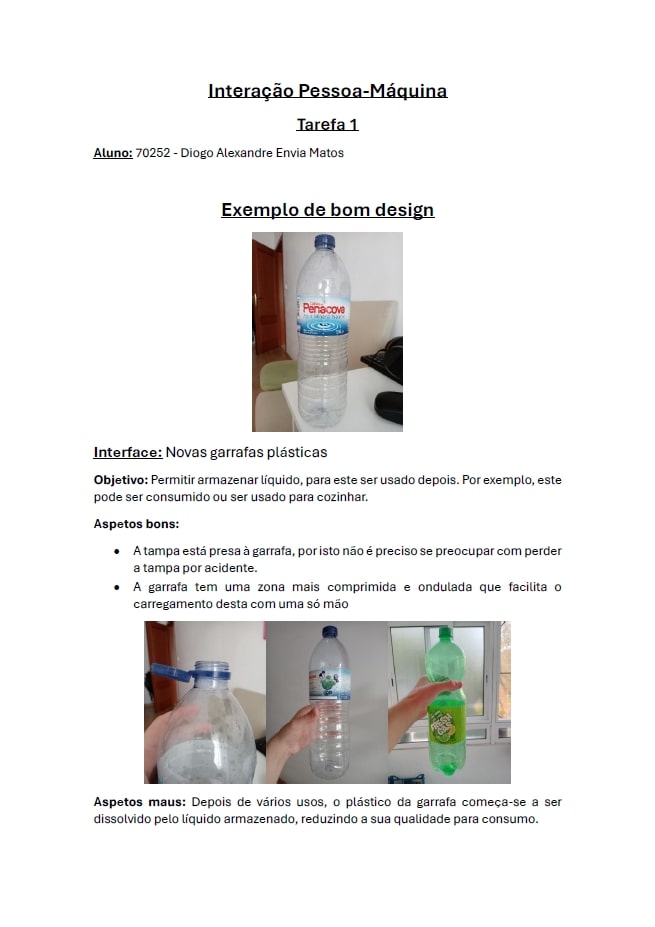 Interação Pessoa-Máquina
Tarefa 1
Aluno: 70252 - Diogo Alexandre Envia Matos
Exemplo de bom design
Penacova
Interface: Novas garrafas plásticas
Objetivo: Permitir armazenar líquido, para este ser usado depois. Por exemplo, este
pode ser consumido ou ser usado para cozinhar.
Aspetos bons:
• A tampa está presa à garrafa, por isto não é preciso se preocupar com perder
a tampa por acidente.
• A garrafa tem uma zona mais comprimida e ondulada que facilita o
carregamento desta com uma só mão
Aspetos maus: Depois de vários usos, o plástico da garrafa começa-se a ser
dissolvido pelo líquido armazenado, reduzindo a sua qualidade para consumo.